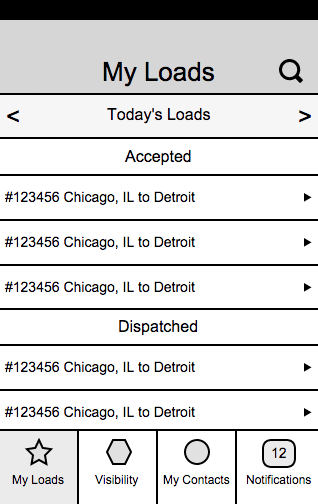 My Loads
< Today's Loads >
Accepted
#123456 Chicago, IL to Detroit
#123456 Chicago, IL to Detroit
#123456 Chicago, IL to Detroit
Dispatched
#123456 Chicago, IL to Detroit
#123456 Chicago, IL to Detroit
12
My Loads Visibility My Contacts Notifications